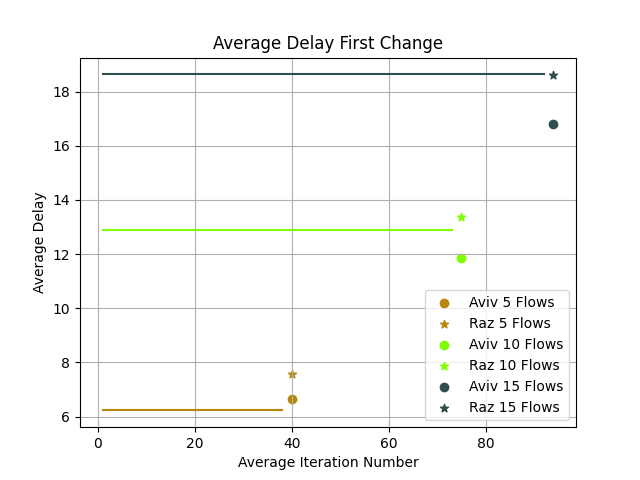 Average Delay First Change
18
16
14
12
10
8
6
Average Delay
0
20
40
60
80
Average Iteration Number
Aviv 5 Flows
Raz 5 Flows
Aviv 10 Flows
Raz 10 Flows
Aviv 15 Flows
Raz 15 Flows